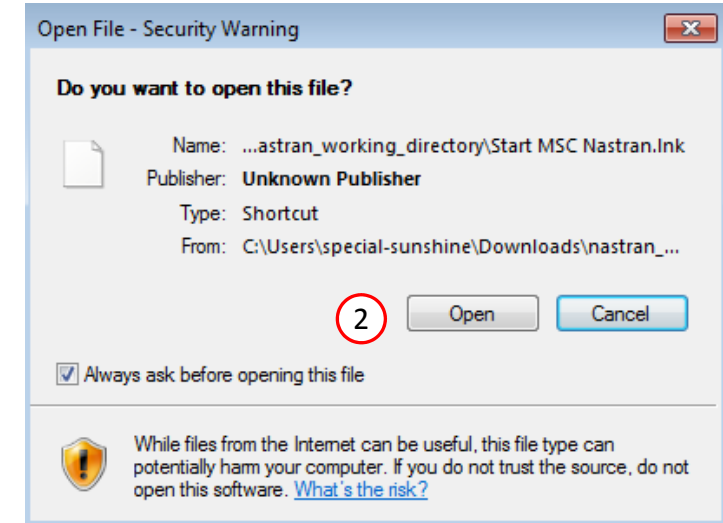 Open File - Security Warning
Do you want to open this file?
Name: ...astran_working_directory\Start MSC Nastran.lnk
Publisher: Unknown Publisher
Type: Shortcut
From: C:\Users\special-sunshine\Downloads\nastran_...
2 Open Cancel
Always ask before opening this file
While files from the Internet can be useful, this file type can
potentially harm your computer. If you do not trust the source, do not
open this software. What's the risk?